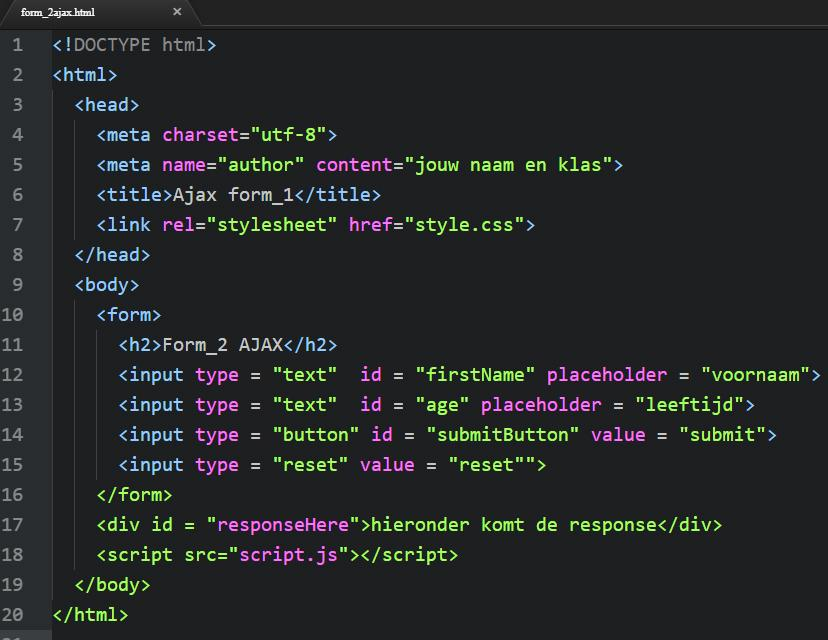 form_2ajax.html ×
1 <!DOCTYPE html>
2 <html>
3 <head>
4 <meta charset="utf-8">
5 <meta name="author" content="jouw naam en klas">
6 <title>Ajax form_1</title>
7 <link rel="stylesheet" href="style.css">
8 </head>
9 <body>
10 <form>
11 <h2>Form_2 AJAX</h2>
12 <input type = "text"  id = "firstName" placeholder = "voornaam">
13 <input type = "text"  id = "age" placeholder = "leeftijd">
14 <input type = "button" id = "submitButton" value = "submit">
15 <input type = "reset" value = "reset"">
16 </form>
17 <div id = "responseHere">hieronder komt de response</div>
18 <script src="script.js"></script>
19 </body>
20 </html>